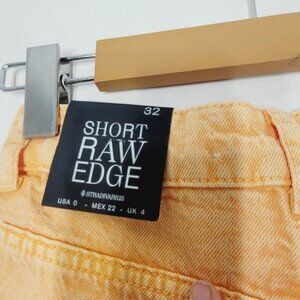 32
SHORT
RAW
EDGE
STRADIVARIUS
USA 0 - MEX 22 - UK 4